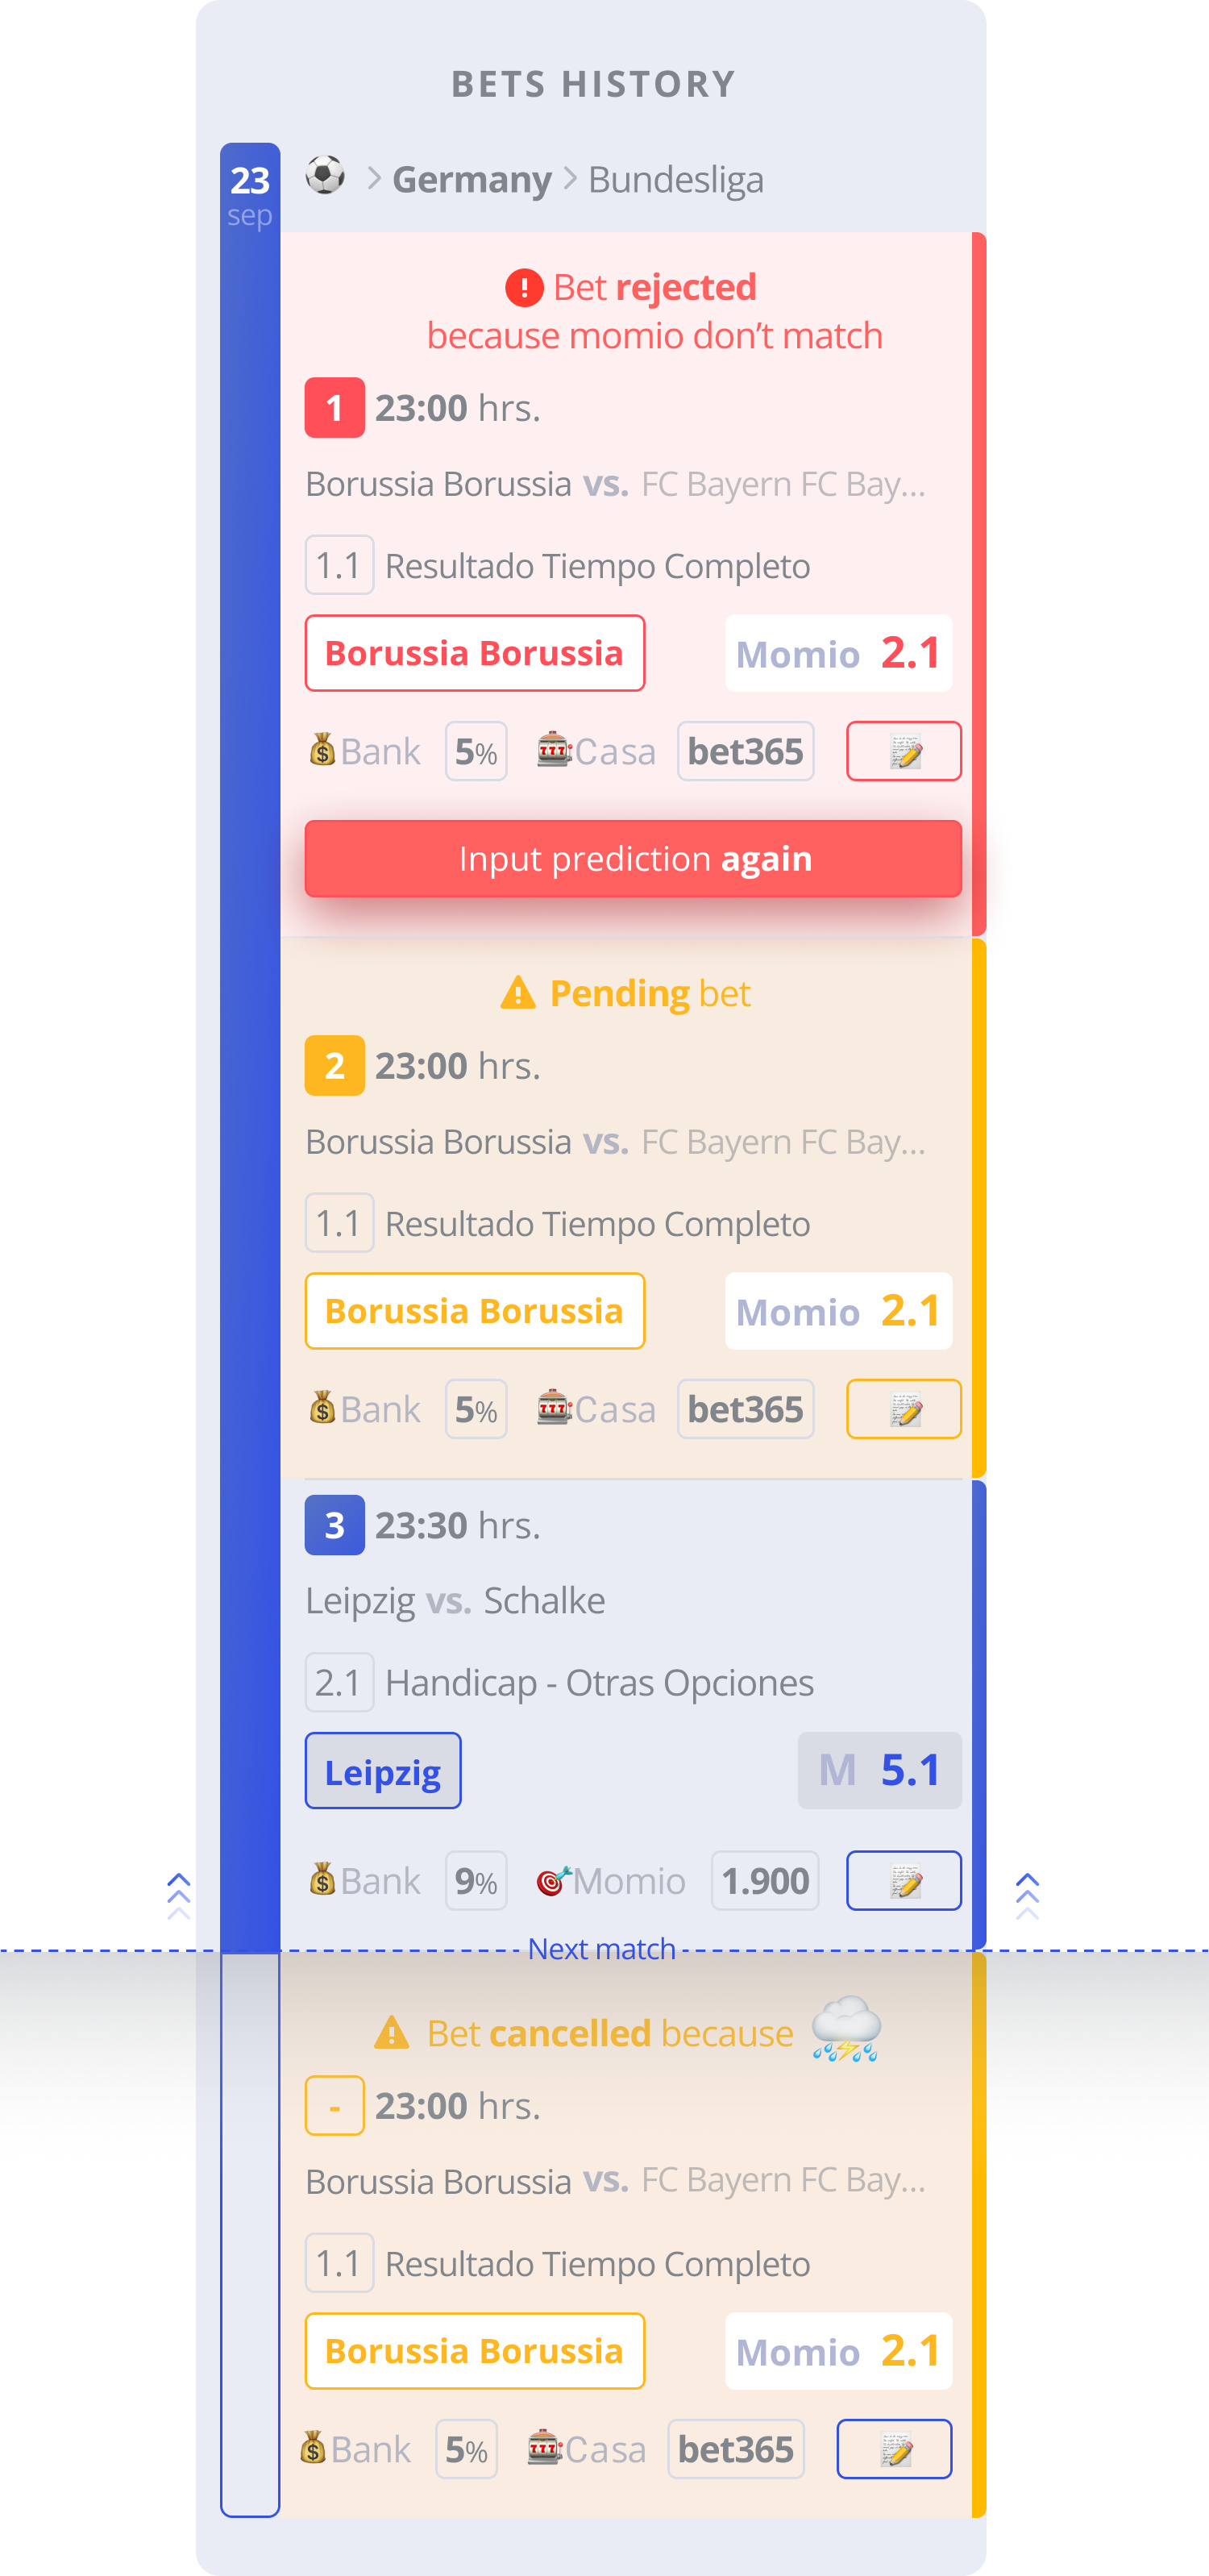 BETS HISTORY
23
sep
Germany Bundesliga
Bet rejected
because momio don’t match
1 23:00 hrs.
Borussia Borussia vs. FC Bayern FC Bay...
1.1 Resultado Tiempo Completo
Borussia Borussia Momio 2.1
Bank 5% Casa bet365
Input prediction again
Pending bet
2 23:00 hrs.
Borussia Borussia vs. FC Bayern FC Bay...
1.1 Resultado Tiempo Completo
Borussia Borussia Momio 2.1
Bank 5% Casa bet365
3 23:30 hrs.
Leipzig vs. Schalke
2.1 Handicap - Otras Opciones
Leipzig M 5.1
Bank 9% Momio 1.900
Next match
Bet cancelled because
- 23:00 hrs.
Borussia Borussia vs. FC Bayern FC Bay...
1.1 Resultado Tiempo Completo
Borussia Borussia Momio 2.1
Bank 5% Casa bet365